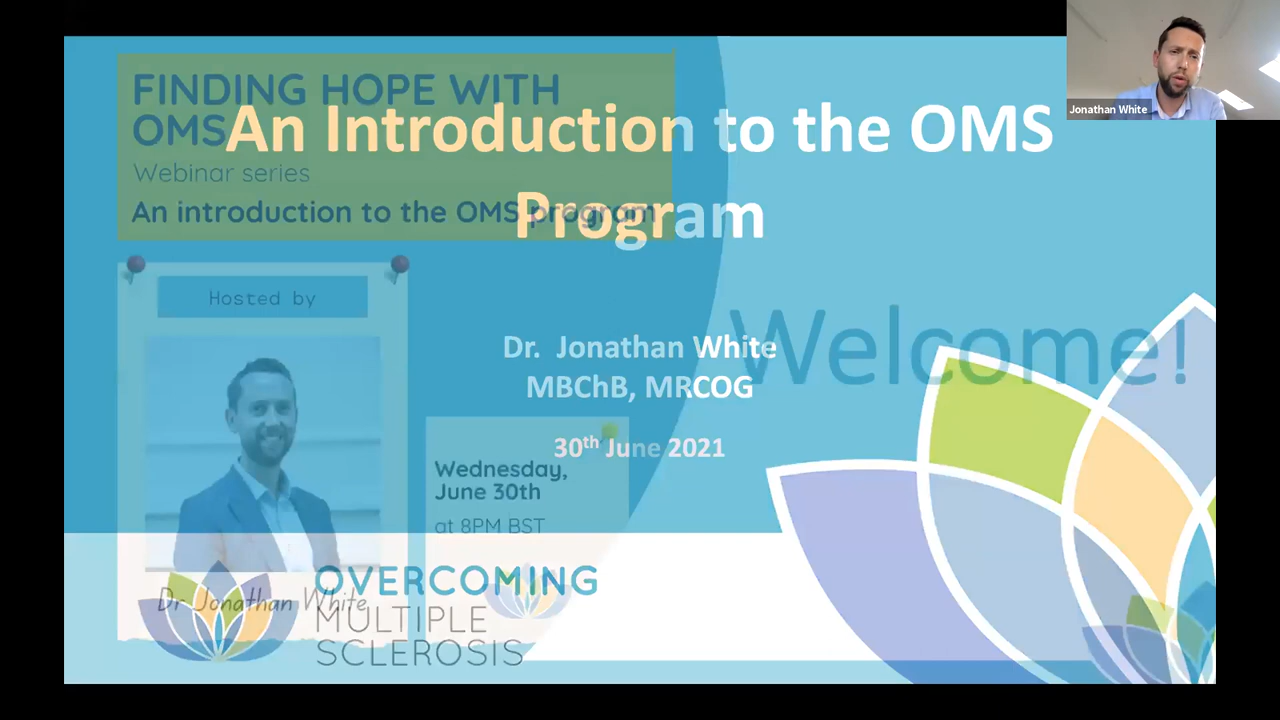 FINDING HOPE WITH
OMS
Webinar series
An introduction to the OMS program
An Introduction to the OMS
Program
Jonathan White
Hosted by
Welcome!
Dr. Jonathan White
MBChB, MRCOG
30th June 2021
Wednesday,
June 30th
at 8PM BST
Dr Jonathan White
OVERCOMING
MULTIPLE
SCLEROSIS